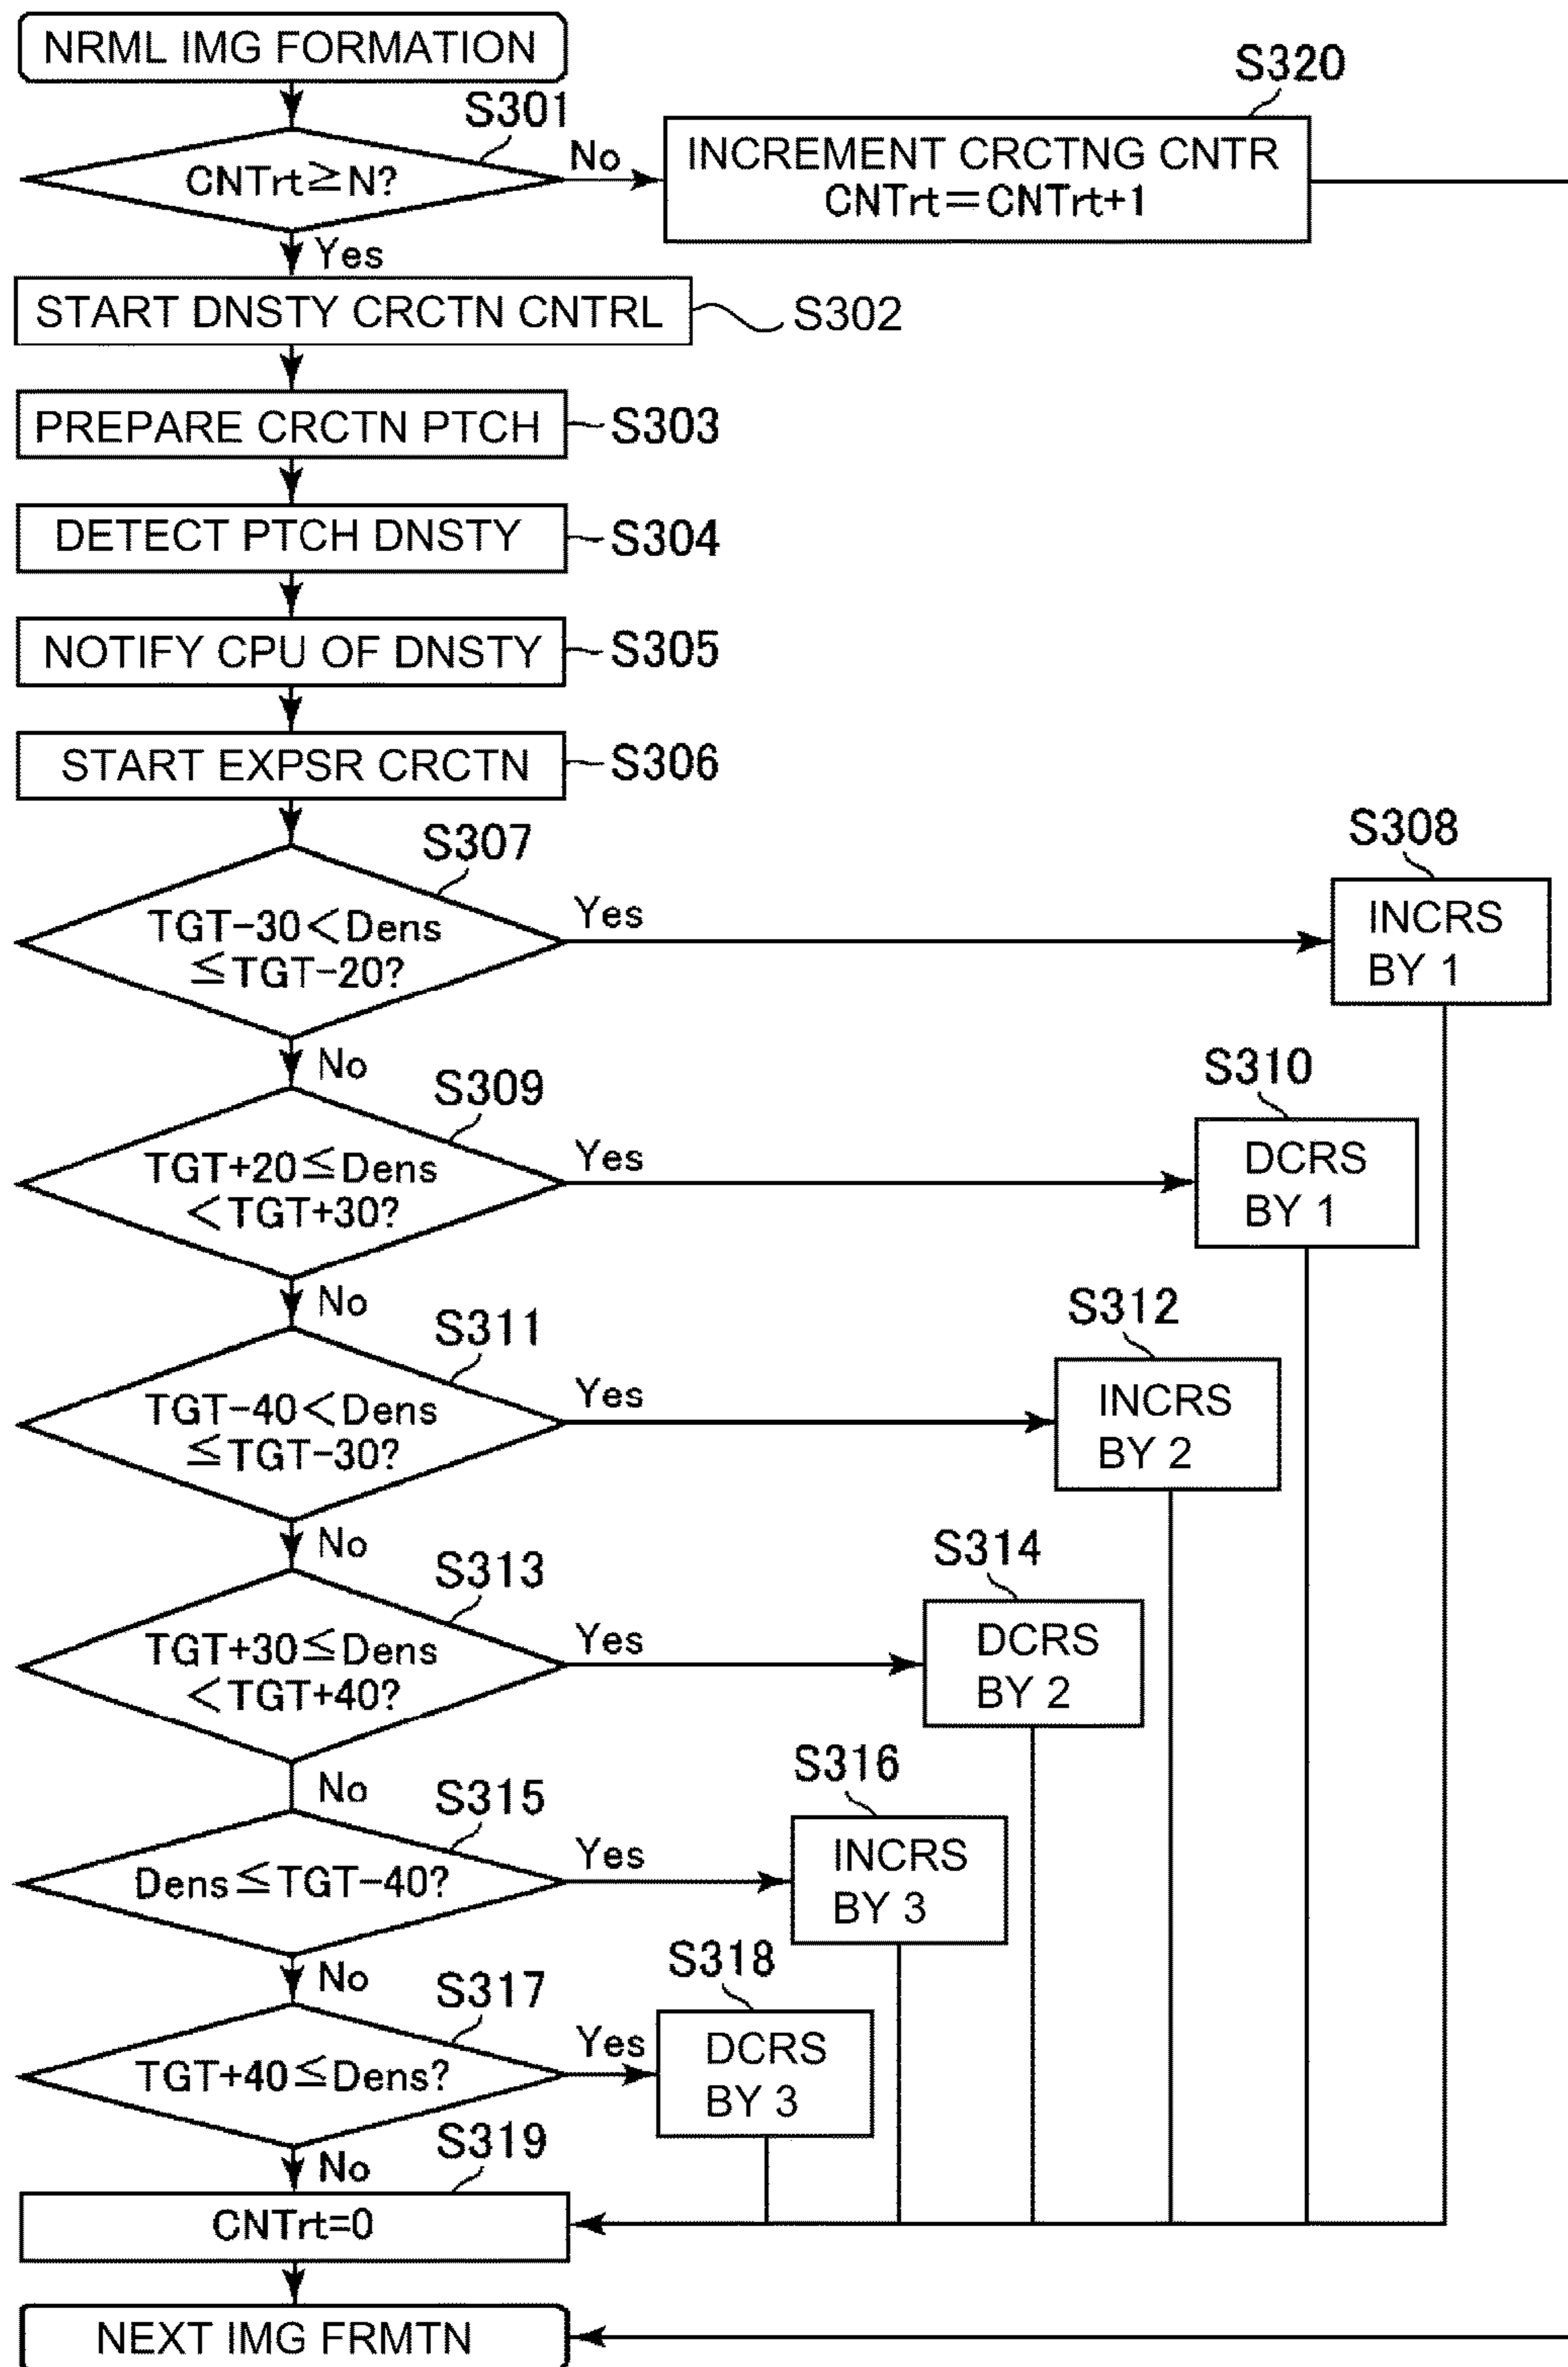 NRML IMG FORMATION
S301
CNTrt≧N?
No
S320
INCREMENT CRCTNG CNTR
CNTrt=CNTrt+1
Yes
START DNSTY CRCTN CNTRL
S302
PREPARE CRCTN PTCH
S303
DETECT PTCH DNSTY
S304
NOTIFY CPU OF DNSTY
S305
START EXPSR CRCTN
S306
S307
TGT-30<Dens
≦TGT-20?
Yes
S308
INCRS
BY 1
No
S309
TGT+20≦Dens
<TGT+30?
Yes
S310
DCRS
BY 1
No
S311
TGT-40<Dens
≦TGT-30?
Yes
S312
INCRS
BY 2
No
S313
TGT+30≦Dens
<TGT+40?
Yes
S314
DCRS
BY 2
No
S315
Dens≦TGT-40?
Yes
S316
INCRS
BY 3
No
S317
TGT+40≦Dens?
Yes
S318
DCRS
BY 3
No
S319
CNTrt=0
NEXT IMG FRMTN